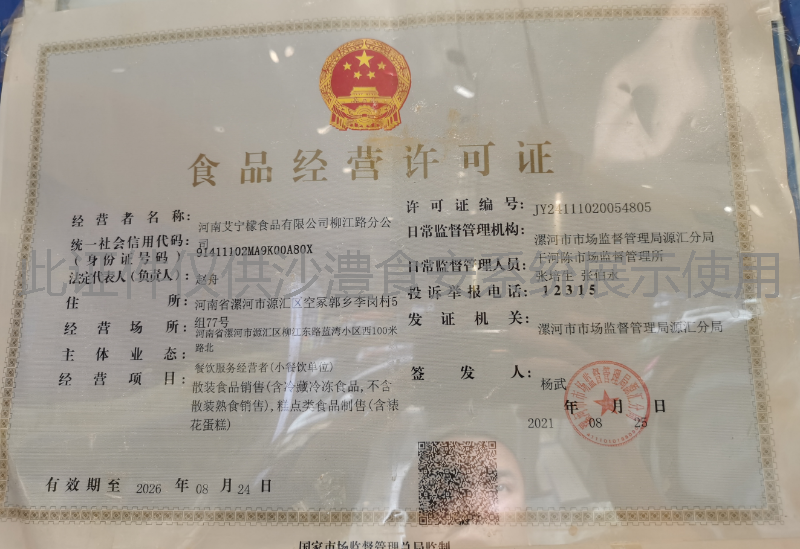 食品经营许可证
经营者名称：
河南艾宁檬食品有限公司柳江路分公
司
统一社会信用代码：
(身份证号码)
91411102MA9K00A80X
法定代表人(负责人)：
赵舟
住所：
河南省漯河市源汇区空冢郭乡李岗村5
组77号
经营场所：
河南省漯河市源汇区柳江东路蓝湾小区西100米
路北
主体业态：
餐饮服务经营者(小餐饮单位)
经营项目：
散装食品销售(含冷藏冷冻食品,不含
散装熟食销售),糕点类食品制售(含裱
花蛋糕)
有效期至 2026 年 08 月 24 日
许可证编号：
JY24111020054805
日常监督管理机构：
漯河市市场监督管理局源汇分局
干河陈市场监督管理所
日常监督管理人员：
张培生 张恒永
投诉举报电话：
12315
发证机关：
漯河市市场监督管理局源汇分局
签发人：
杨武
年 月 日
2021 08 25
国家市场监督管理总局监制